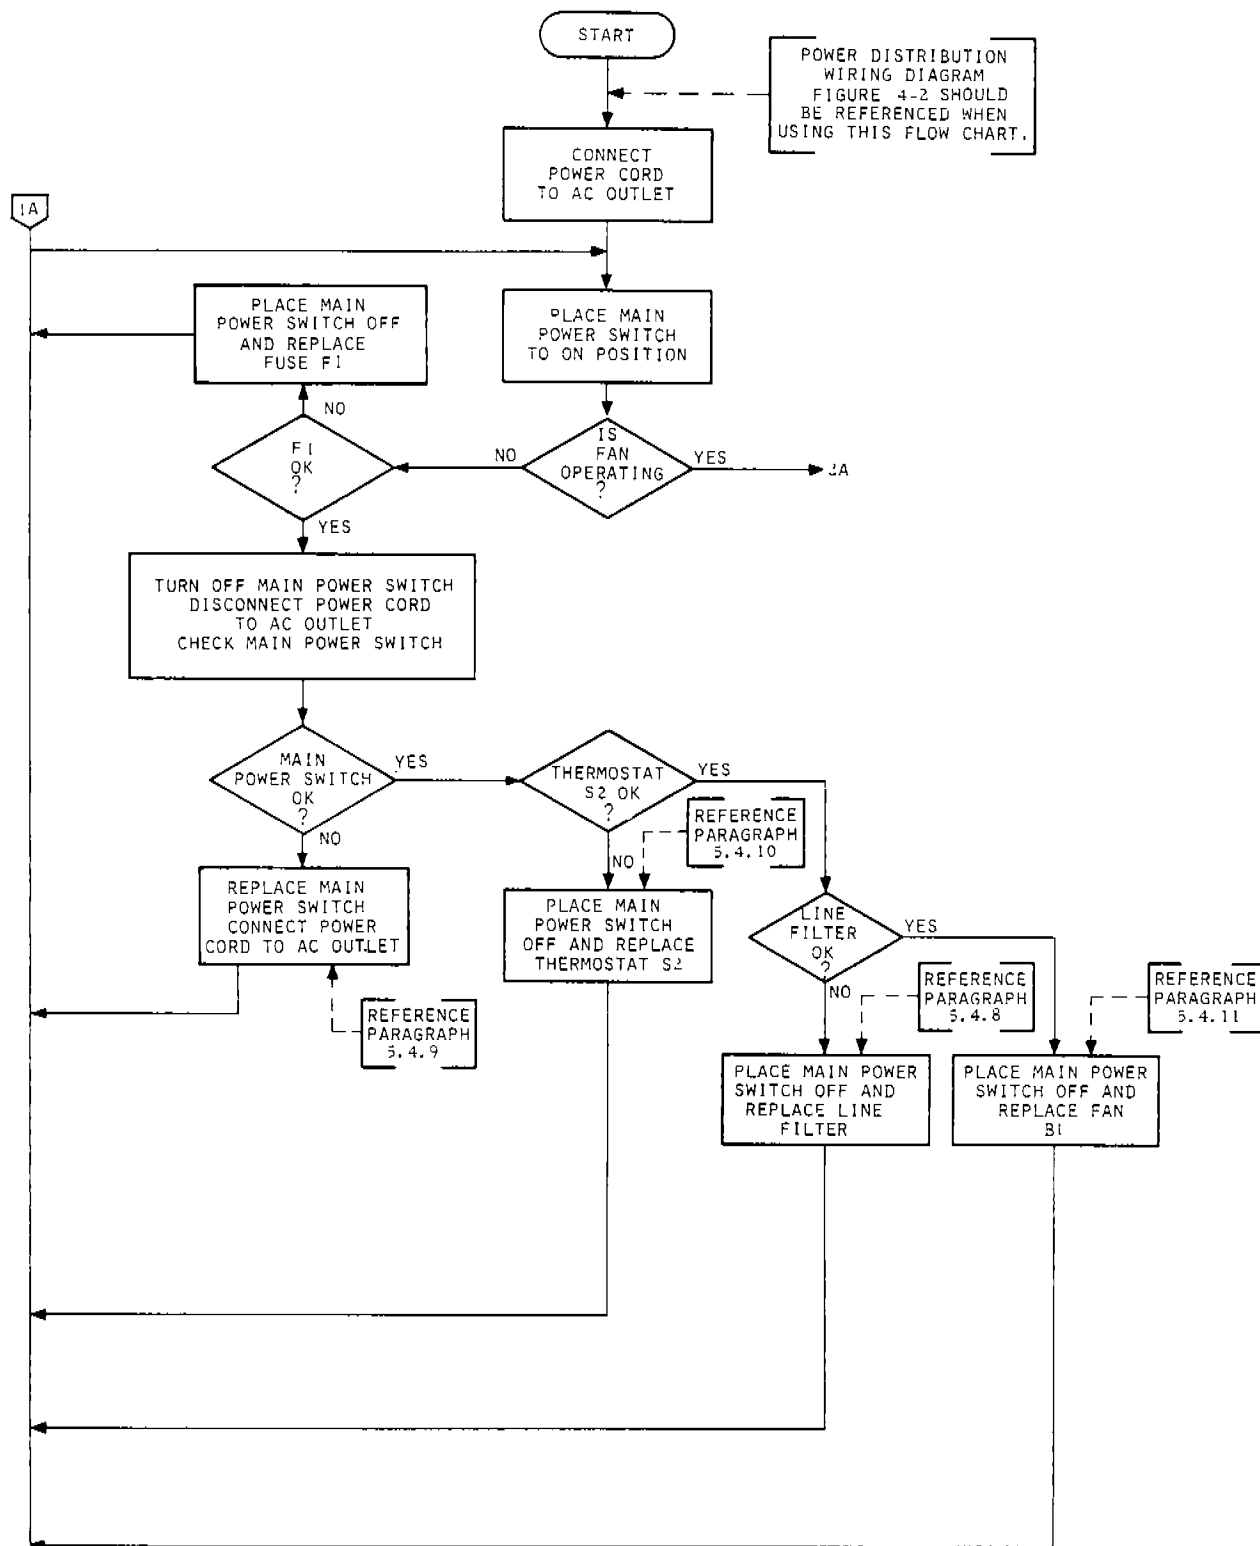 START
POWER DISTRIBUTION
WIRING DIAGRAM
FIGURE 4-2 SHOULD
BE REFERENCED WHEN
USING THIS FLOW CHART.
CONNECT
POWER CORD
TO AC OUTLET
1A
PLACE MAIN
POWER SWITCH OFF
AND REPLACE
FUSE F1
PLACE MAIN
POWER SWITCH
TO ON POSITION
NO
F1
OK
?
NO
IS
FAN
OPERATING
?
YES
2A
YES
TURN OFF MAIN POWER SWITCH
DISCONNECT POWER CORD
TO AC OUTLET
CHECK MAIN POWER SWITCH
MAIN
POWER SWITCH
OK
?
YES
THERMOSTAT
S2 OK
?
YES
REFERENCE
PARAGRAPH
5.4.10
NO
NO
REPLACE MAIN
POWER SWITCH
CONNECT POWER
CORD TO AC OUTLET
PLACE MAIN
POWER SWITCH
OFF AND REPLACE
THERMOSTAT S2
LINE
FILTER
OK
?
YES
NO
REFERENCE
PARAGRAPH
5.4.9
REFERENCE
PARAGRAPH
5.4.8
REFERENCE
PARAGRAPH
5.4.11
PLACE MAIN POWER
SWITCH OFF AND
REPLACE LINE
FILTER
PLACE MAIN POWER
SWITCH OFF AND
REPLACE FAN
B1